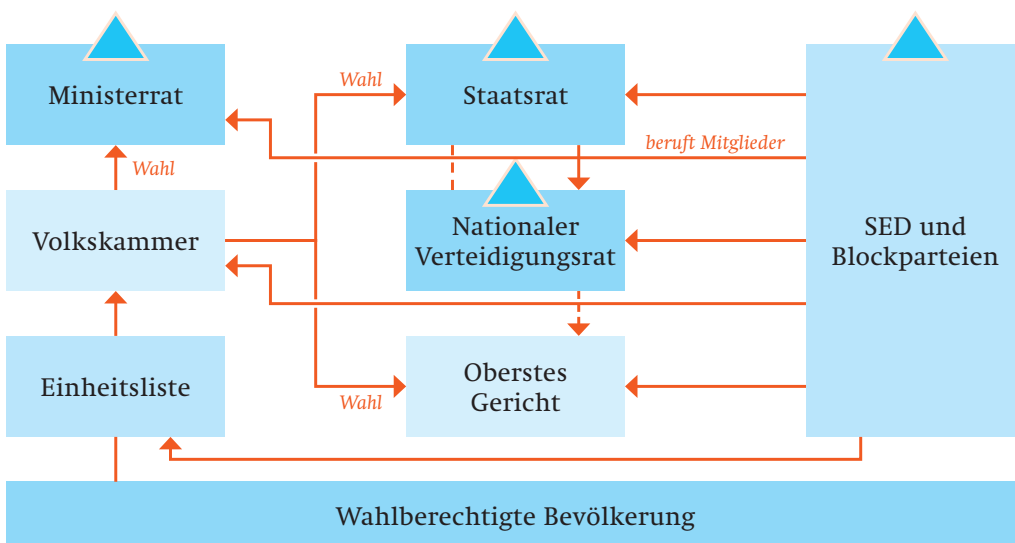 Ministerrat
Wahl
Staatsrat
beruft Mitglieder
Wahl
Volkskammer
Nationaler
Verteidigungsrat
SED und
Blockparteien
Einheitsliste
Wahl
Oberstes
Gericht
Wahlberechtigte Bevölkerung